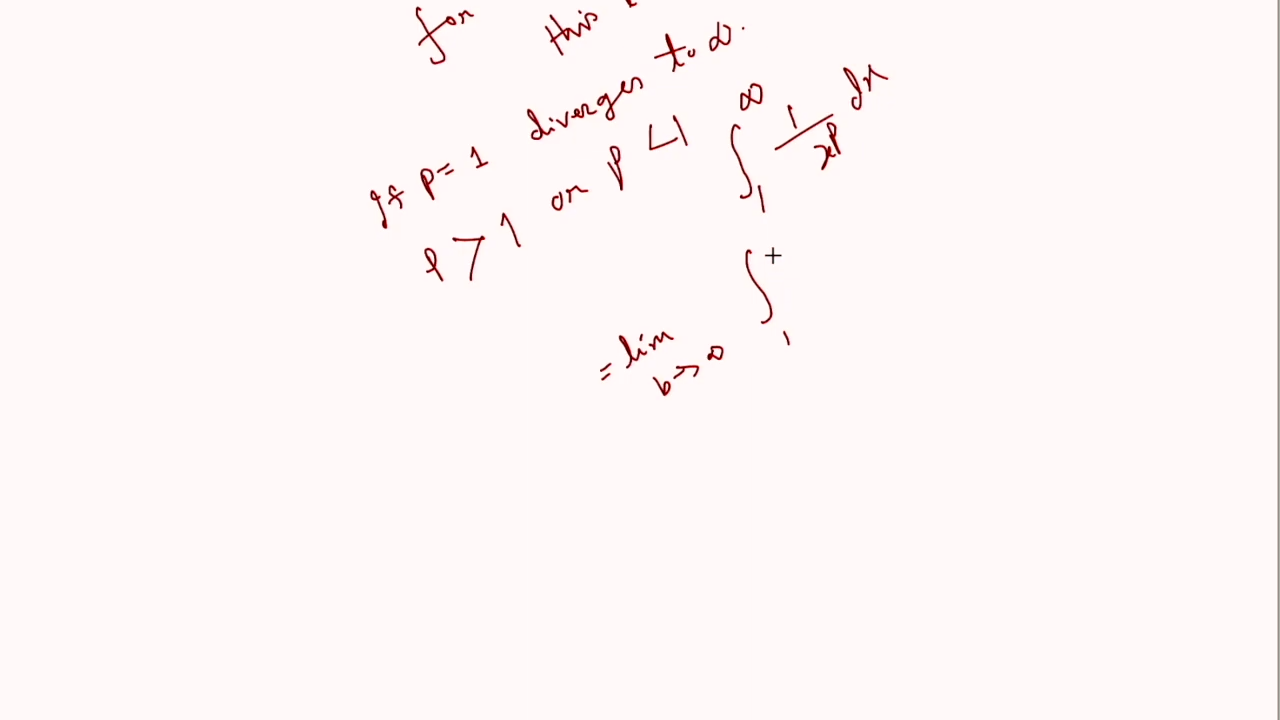 for this
If p = 1 diverges to ∞.
p > 1 or p < 1 ∫₁^∞ 1/x^p dx
= lim b→∞ ∫₁